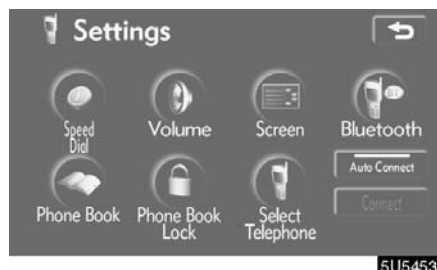 Settings
Speed Dial
Volume
Screen
Bluetooth
Auto Connect
Phone Book
Phone Book Lock
Select Telephone
Connect
5U5453